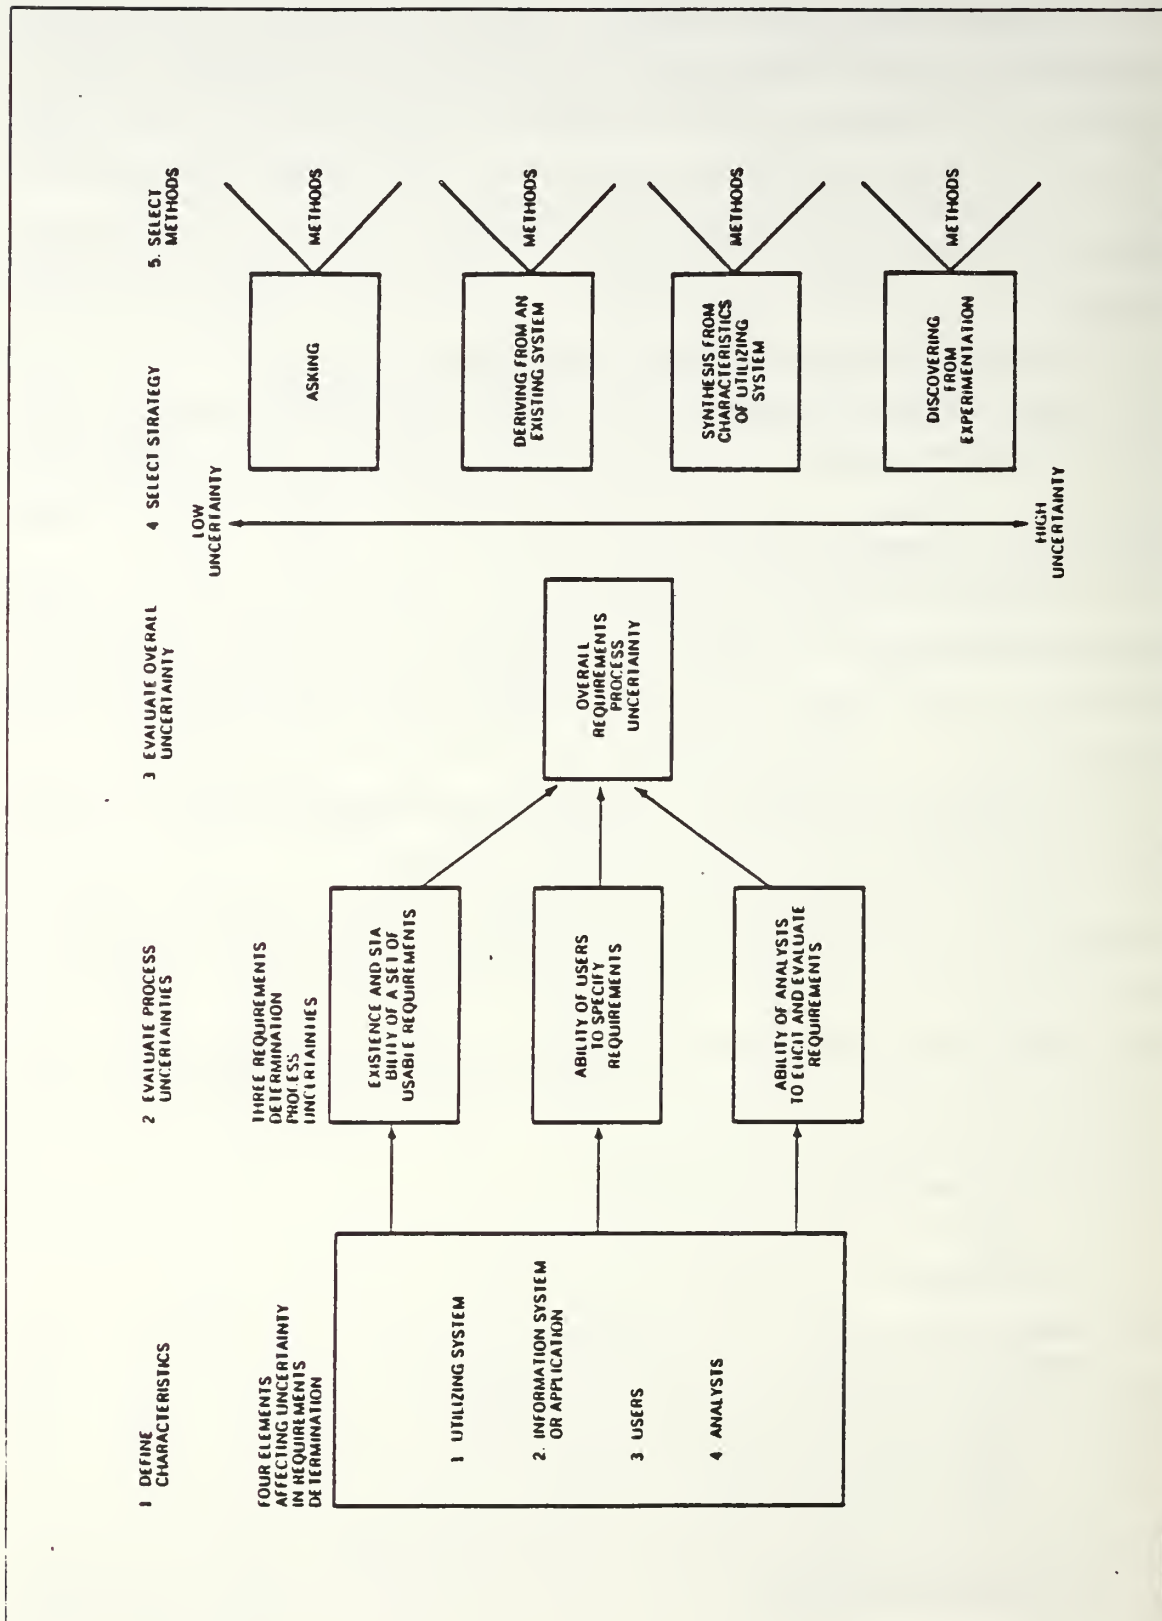 1 DEFINE
CHARACTERISTICS
FOUR ELEMENTS
AFFECTING UNCERTAINTY
IN REQUIREMENTS
DETERMINATION
1 UTILIZING SYSTEM
2. INFORMATION SYSTEM
OR APPLICATION
3 USERS
4. ANALYSTS
2 EVALUATE PROCESS
UNCERTAINTIES
THREE REQUIREMENTS
DETERMINATION
PROCESS
UNCERTAINTIES
EXISTENCE AND STA
BILITY OF A SET OF
USABLE REQUIREMENTS
ABILITY OF USERS
TO SPECIFY
REQUIREMENTS
ABILITY OF ANALYSTS
TO ELICIT AND EVALUATE
REQUIREMENTS
3 EVALUATE OVERALL
UNCERTAINTY
OVERALL
REQUIREMENTS
PROCESS
UNCERTAINTY
4 SELECT STRATEGY
LOW
UNCERTAINTY
HIGH
UNCERTAINTY
ASKING
DERIVING FROM AN
EXISTING SYSTEM
SYNTHESIS FROM
CHARACTERISTICS
OF UTILIZING
SYSTEM
DISCOVERING
FROM
EXPERIMENTATION
5. SELECT
METHODS
METHODS
METHODS
METHODS
METHODS